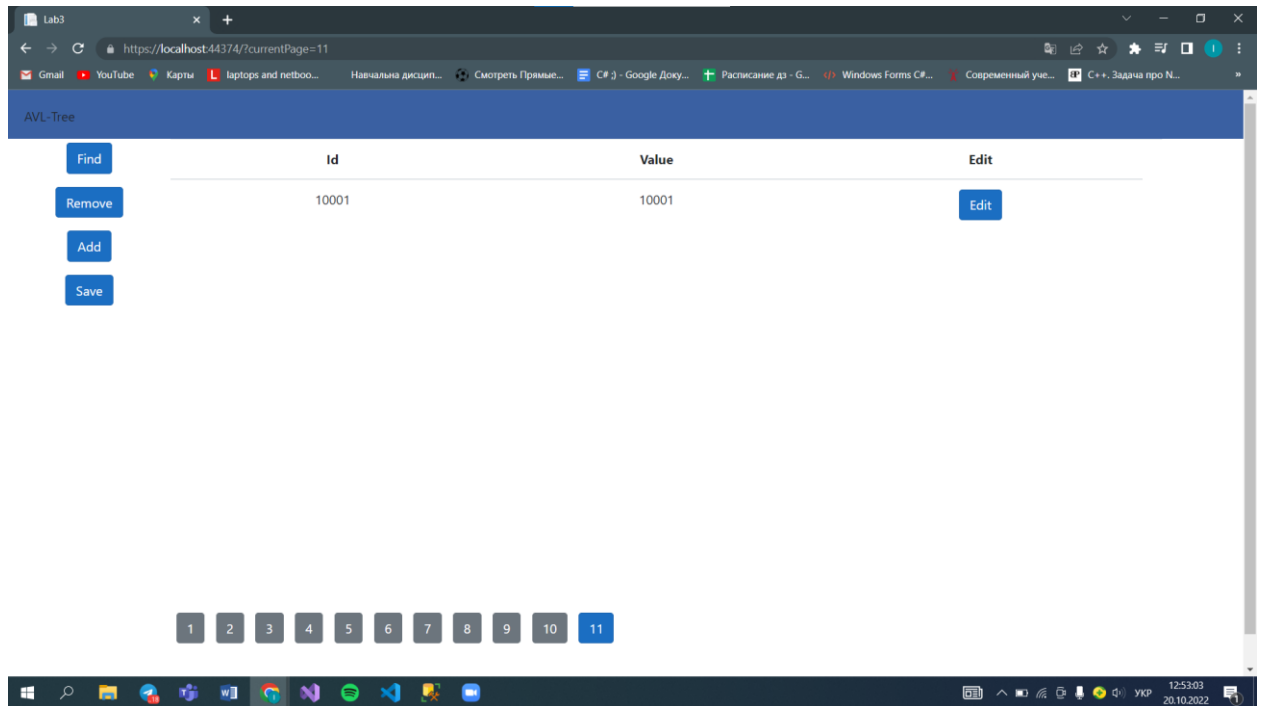 Lab3
https://localhost:44374/?currentPage=11
Gmail YouTube Карты laptops and netboo... Навчальна дисцип... Смотреть Прямые... C# ;) - Google Доку... Расписание дз - G... Windows Forms C#... Современный уче... C++. Задача про N... »
AVL-Tree
Find Id Value Edit
Remove 10001 10001 Edit
Add
Save
1 2 3 4 5 6 7 8 9 10 11
УКР 12:53:03
20.10.2022